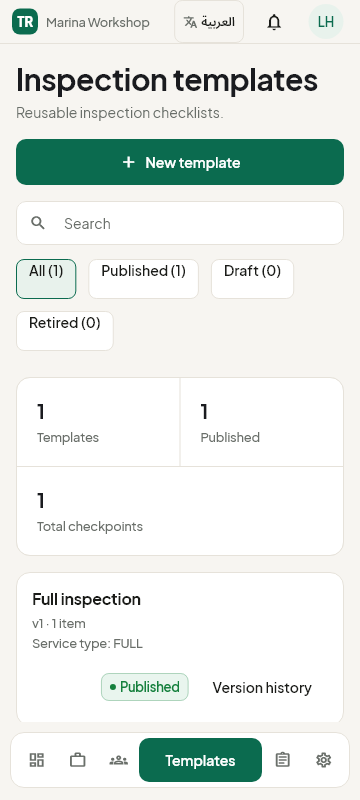 TR Marina Workshop العربية LH
Inspection templates
Reusable inspection checklists.
+ New template
Search
All (1) Published (1) Draft (0)
Retired (0)
1 1
Templates Published
1
Total checkpoints
Full inspection
v1 · 1 item
Service type: FULL
Published Version history
Templates